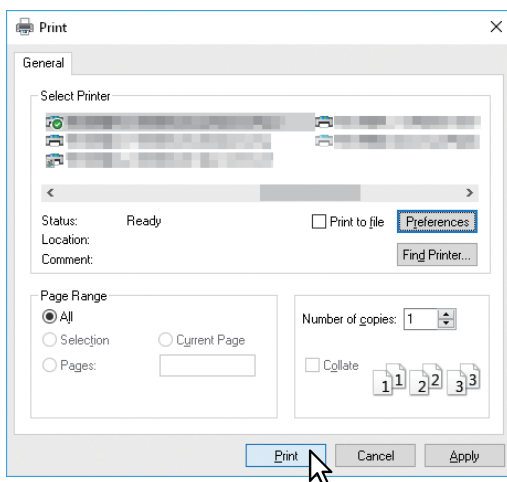 Print
General
Select Printer
Status: Ready
Print to file
Preferences
Location:
Comment:
Find Printer...
Page Range
All
Selection
Current Page
Pages:
Number of copies: 1
Collate
1 1 2 2 3 3
Print
Cancel
Apply